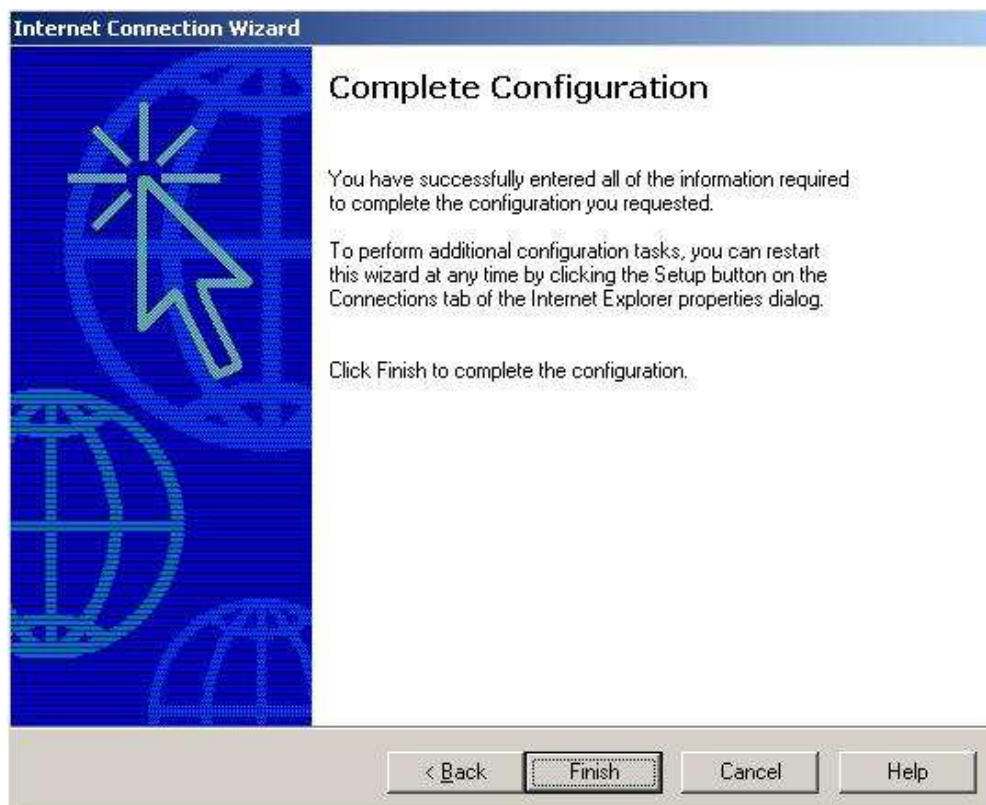 Internet Connection Wizard
Complete Configuration
You have successfully entered all of the information required
to complete the configuration you requested.
To perform additional configuration tasks, you can restart
this wizard at any time by clicking the Setup button on the
Connections tab of the Internet Explorer properties dialog.
Click Finish to complete the configuration.
< Back Finish Cancel Help